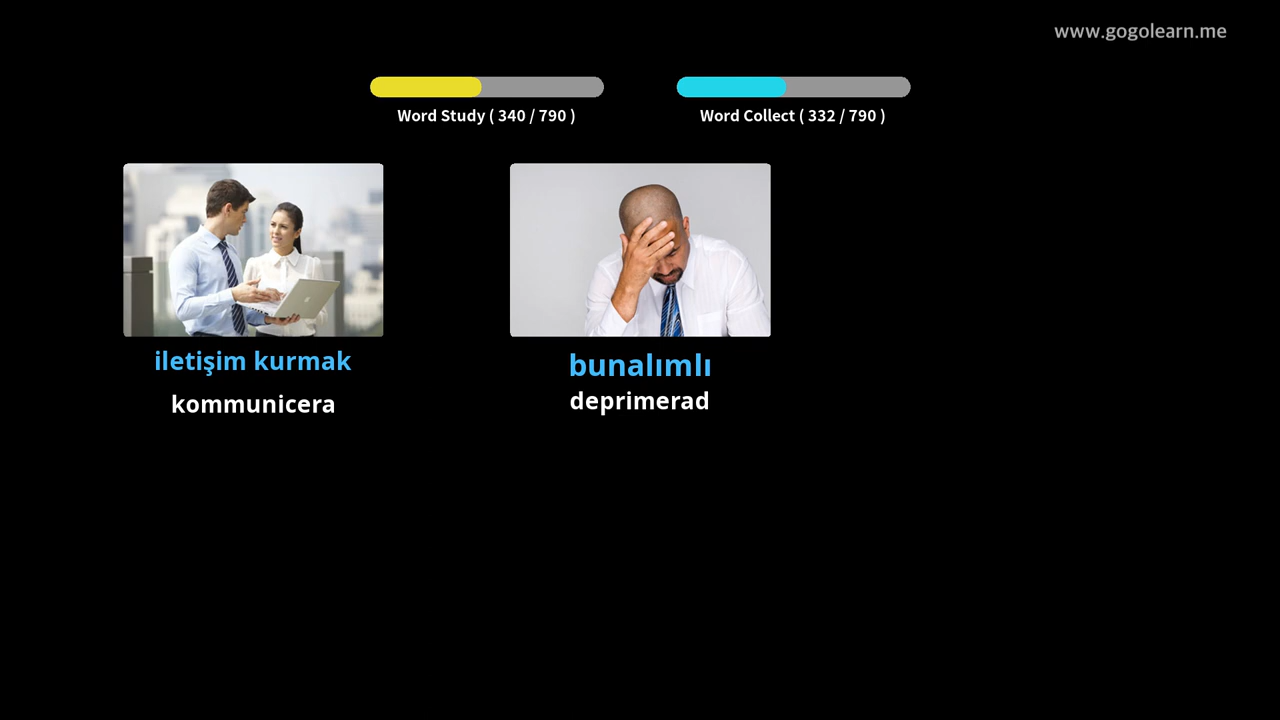 www.gogolearn.me
Word Study ( 340 / 790 )
Word Collect ( 332 / 790 )
iletişim kurmak
kommunicera
bunalımlı
deprimerad